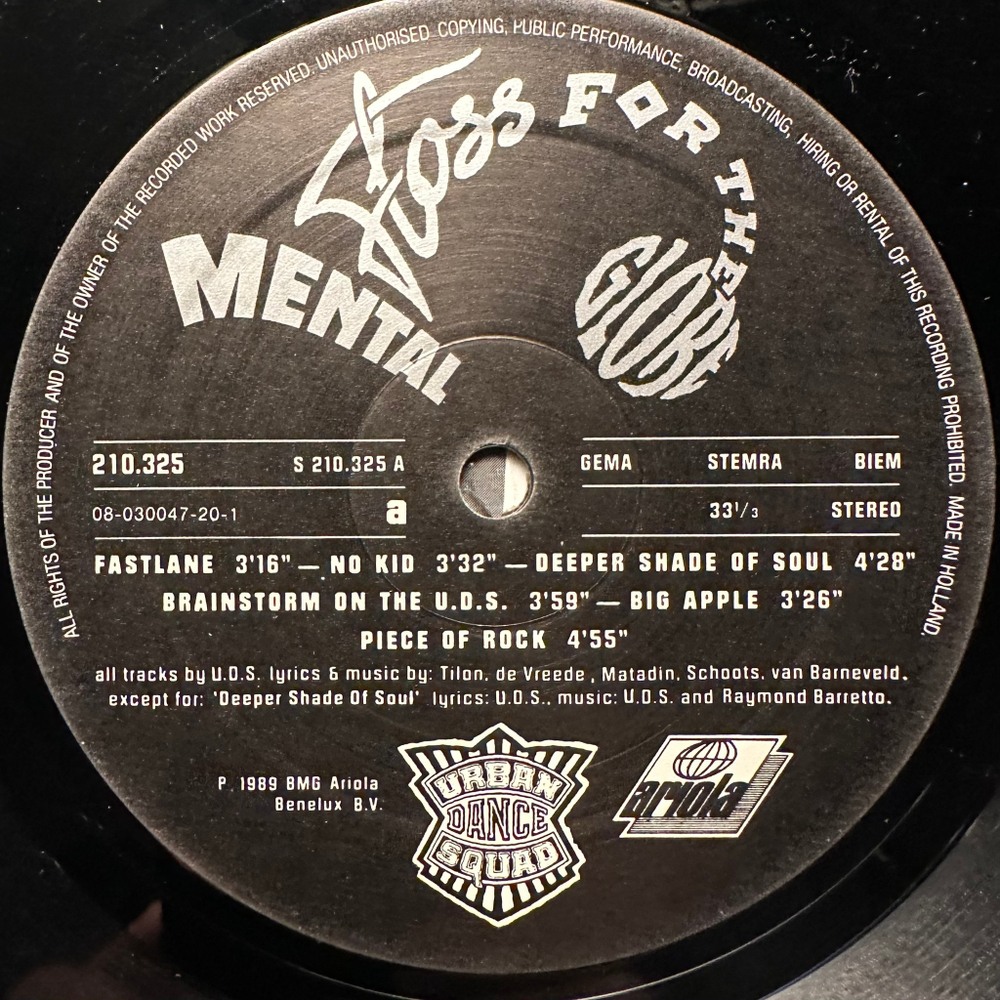 ALL RIGHTS OF THE PRODUCER AND OF THE OWNER OF THE RECORDED WORK RESERVED. UNAUTHORISED COPYING, PUBLIC PERFORMANCE, BROADCASTING, HIRING OR RENTAL OF THIS RECORDING PROHIBITED. MADE IN HOLLAND.
MENTAL Floss FOR THE GLOBE
210.325 S 210.325 A GEMA STEMRA BIEM
08-030047-20-1 a 33 1/3 STEREO
FASTLANE 3'16" — NO KID 3'32" — DEEPER SHADE OF SOUL 4'28"
BRAINSTORM ON THE U.D.S. 3'59" — BIG APPLE 3'26"
PIECE OF ROCK 4'55"
all tracks by U.D.S. lyrics & music by: Tilon, de Vreede, Matadin, Schoots, van Barneveld.
except for: 'Deeper Shade Of Soul' lyrics: U.D.S., music: U.D.S. and Raymond Barretto.
P 1989 BMG Ariola
Benelux B.V.
URBAN
DANCE
SQUAD
ariola